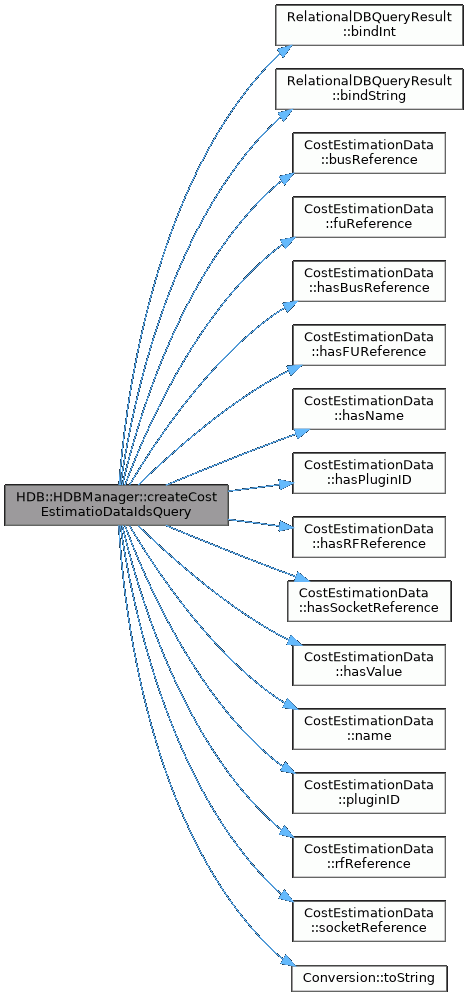 RelationalDBQueryResult
::bindInt
RelationalDBQueryResult
::bindString
CostEstimationData
::busReference
CostEstimationData
::fuReference
CostEstimationData
::hasBusReference
CostEstimationData
::hasFUReference
CostEstimationData
::hasName
CostEstimationData
::hasPluginID
HDB::HDBManager::createCost
EstimatioDataIdsQuery
CostEstimationData
::hasRFReference
CostEstimationData
::hasSocketReference
CostEstimationData
::hasValue
CostEstimationData
::name
CostEstimationData
::pluginID
CostEstimationData
::rfReference
CostEstimationData
::socketReference
Conversion::toString